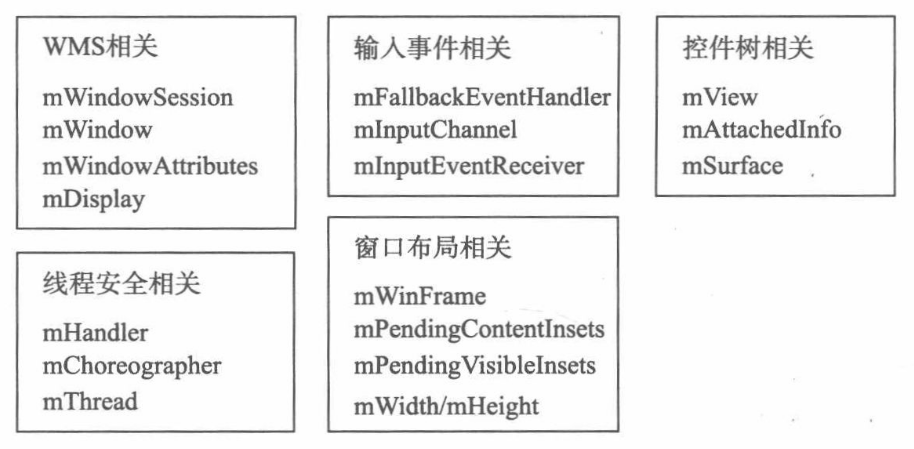 WMS相关
mWindowSession
mWindow
mWindowAttributes
mDisplay
输入事件相关
mFallbackEventHandler
mInputChannel
mInputEventReceiver
控件树相关
mView
mAttachedInfo
mSurface
线程安全相关
mHandler
mChoreographer
mThread
窗口布局相关
mWinFrame
mPendingContentInsets
mPendingVisibleInsets
mWidth/mHeight